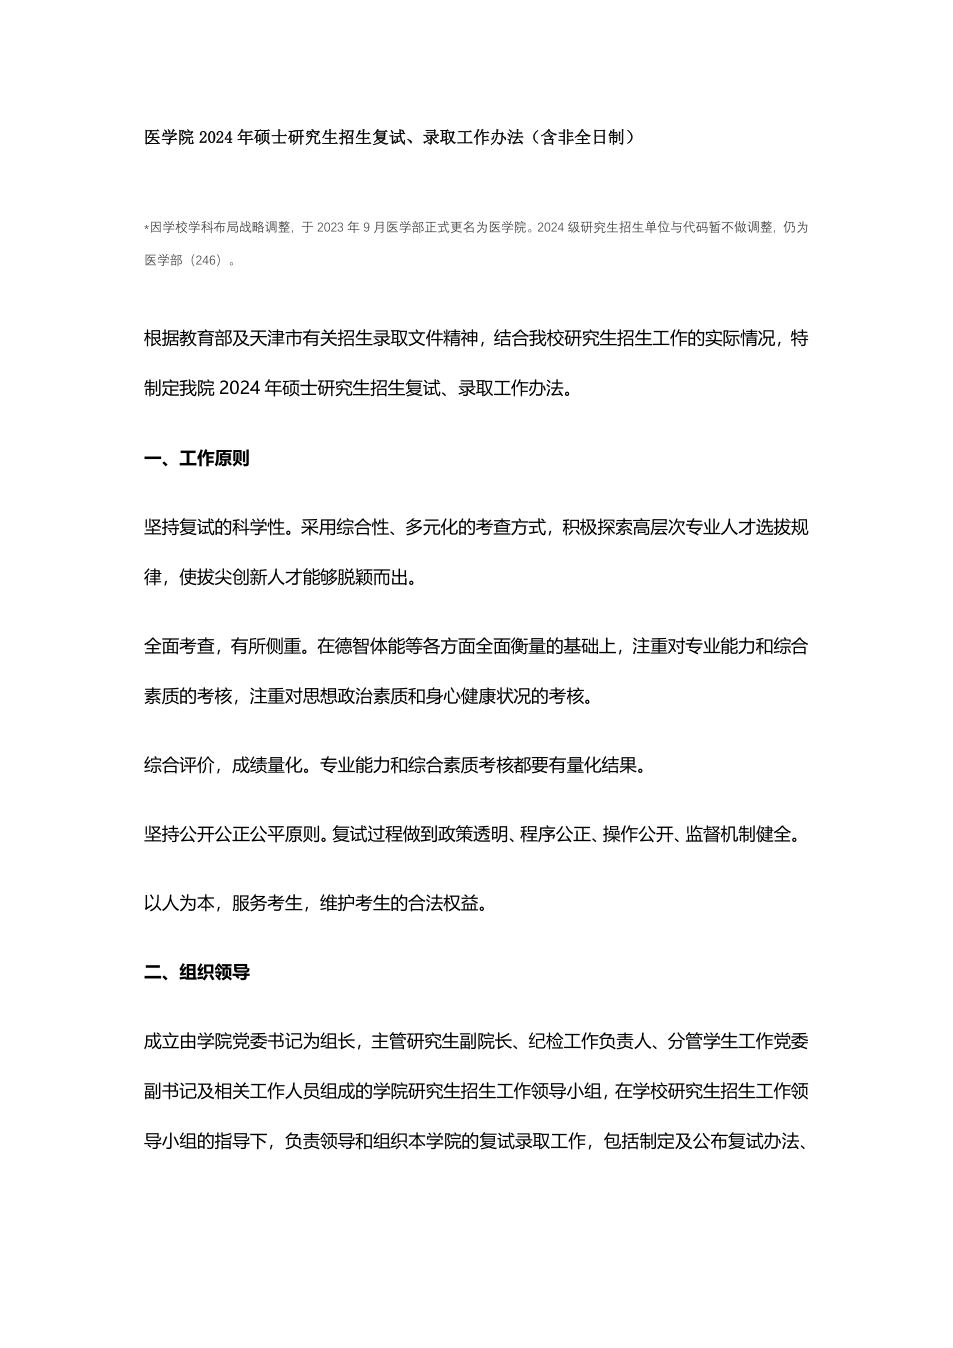 医学院 2024 年硕士研究生招生复试、录取工作办法（含非全日制）
*因学校学科布局战略调整，于 2023 年 9 月医学部正式更名为医学院。2024 级研究生招生单位与代码暂不做调整，仍为
医学部（246）。
根据教育部及天津市有关招生录取文件精神，结合我校研究生招生工作的实际情况，特
制定我院 2024 年硕士研究生招生复试、录取工作办法。
一、工作原则
坚持复试的科学性。采用综合性、多元化的考查方式，积极探索高层次专业人才选拔规
律，使拔尖创新人才能够脱颖而出。
全面考查，有所侧重。在德智体能等各方面全面衡量的基础上，注重对专业能力和综合
素质的考核，注重对思想政治素质和身心健康状况的考核。
综合评价，成绩量化。专业能力和综合素质考核都要有量化结果。
坚持公开公正公平原则。复试过程做到政策透明、程序公正、操作公开、监督机制健全。
以人为本，服务考生，维护考生的合法权益。
二、组织领导
成立由学院党委书记为组长，主管研究生副院长、纪检工作负责人、分管学生工作党委
副书记及相关工作人员组成的学院研究生招生工作领导小组，在学校研究生招生工作领
导小组的指导下，负责领导和组织本学院的复试录取工作，包括制定及公布复试办法、